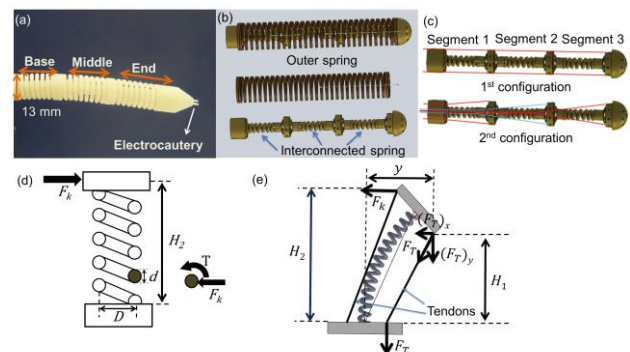 (a)
Base Middle End
13 mm
Electrocautery
(b)
Outer spring
Interconnected spring
(c)
Segment 1 Segment 2 Segment 3
1st configuration
2nd configuration
(d)
F_k
H_2
d
D
T
F_k
(e)
y
F_k
(F_T)_x
F_T
(F_T)_y
H_2
H_1
Tendons
F_T